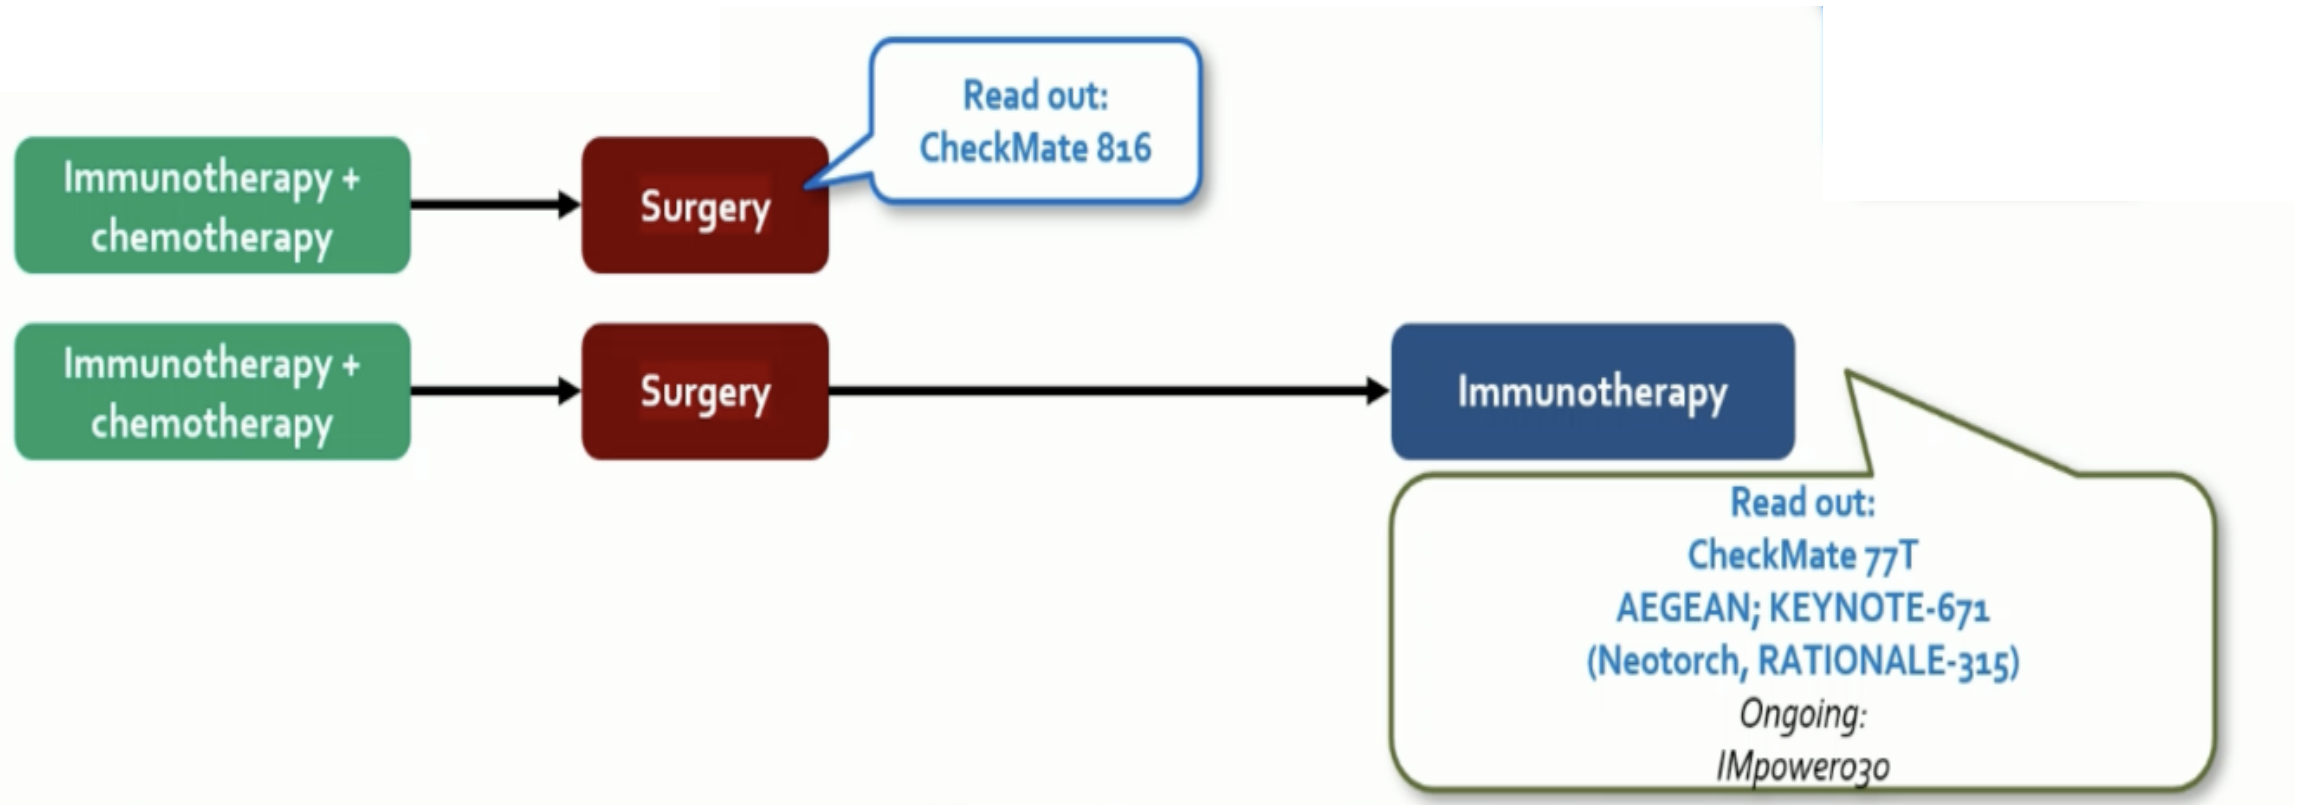 Read out:
CheckMate 816
Immunotherapy +
chemotherapy
Surgery
Immunotherapy +
chemotherapy
Surgery
Immunotherapy
Read out:
CheckMate 77T
AEGEAN; KEYNOTE-671
(Neotorch, RATIONALE-315)
Ongoing:
IMpower030